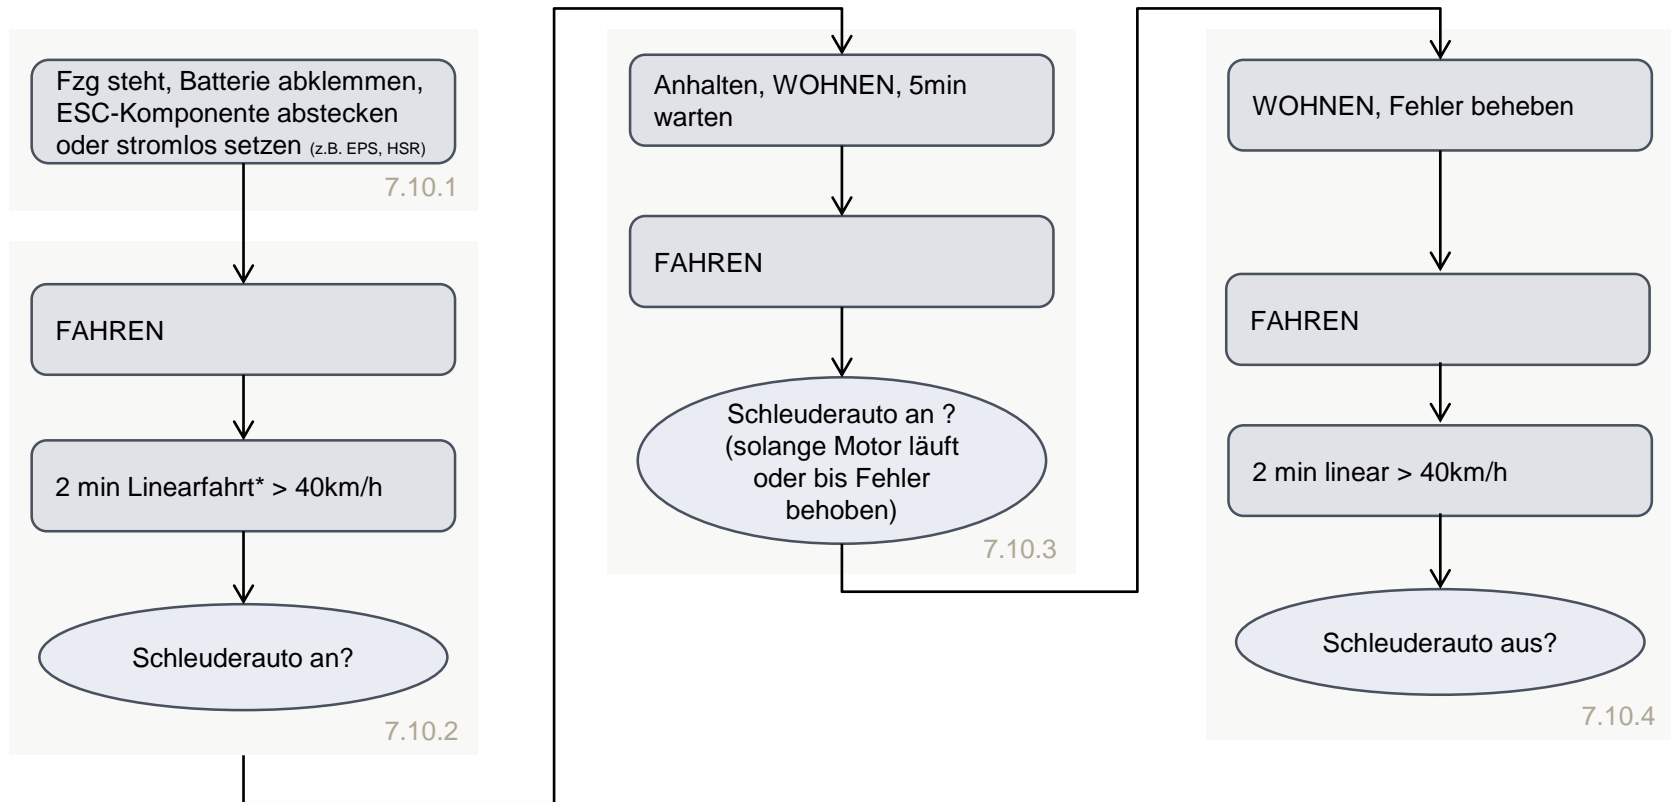 Fzg steht, Batterie abklemmen,
ESC-Komponente abstecken
oder stromlos setzen (z.B. EPS, HSR)
7.10.1
FAHREN
2 min Linearfahrt* > 40km/h
Schleuderauto an?
7.10.2
Anhalten, WOHNEN, 5min
warten
FAHREN
Schleuderauto an ?
(solange Motor läuft
oder bis Fehler
behoben)
7.10.3
WOHNEN, Fehler beheben
FAHREN
2 min linear > 40km/h
Schleuderauto aus?
7.10.4